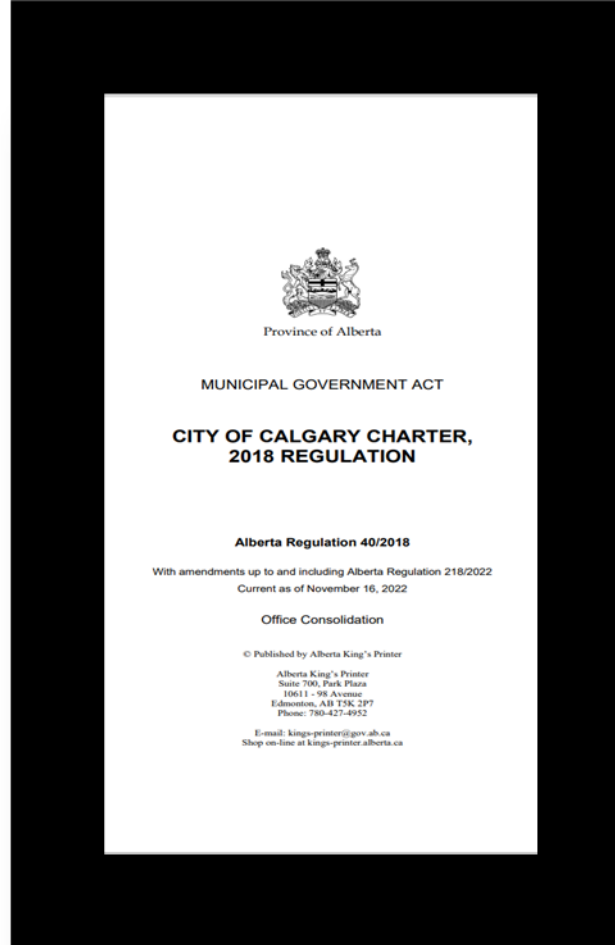 Province of Alberta
MUNICIPAL GOVERNMENT ACT
CITY OF CALGARY CHARTER,
2018 REGULATION
Alberta Regulation 40/2018
With amendments up to and including Alberta Regulation 218/2022
Current as of November 16, 2022
Office Consolidation
© Published by Alberta King’s Printer
Alberta King’s Printer
Suite 700, Park Plaza
10611 - 98 Avenue
Edmonton, AB T5K 2P7
Phone: 780-427-4952
E-mail: kings-printer@gov.ab.ca
Shop on-line at kings-printer.alberta.ca